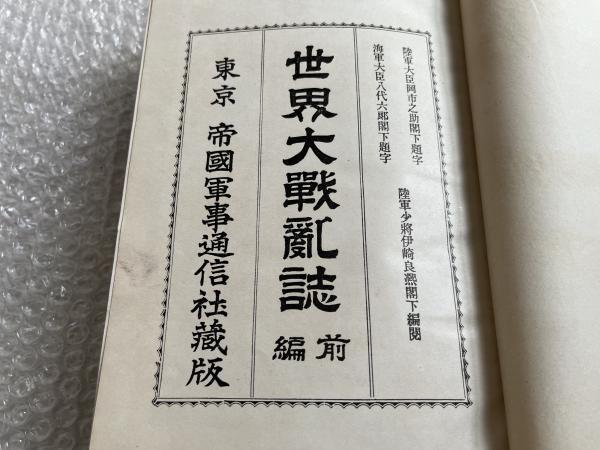 陸軍大臣岡市之助閣下題字
海軍大臣八代六郎閣下題字
陸軍少將伊崎良凞閣下編閲
世界大戰亂誌
前編
東京 帝國軍事通信社藏版